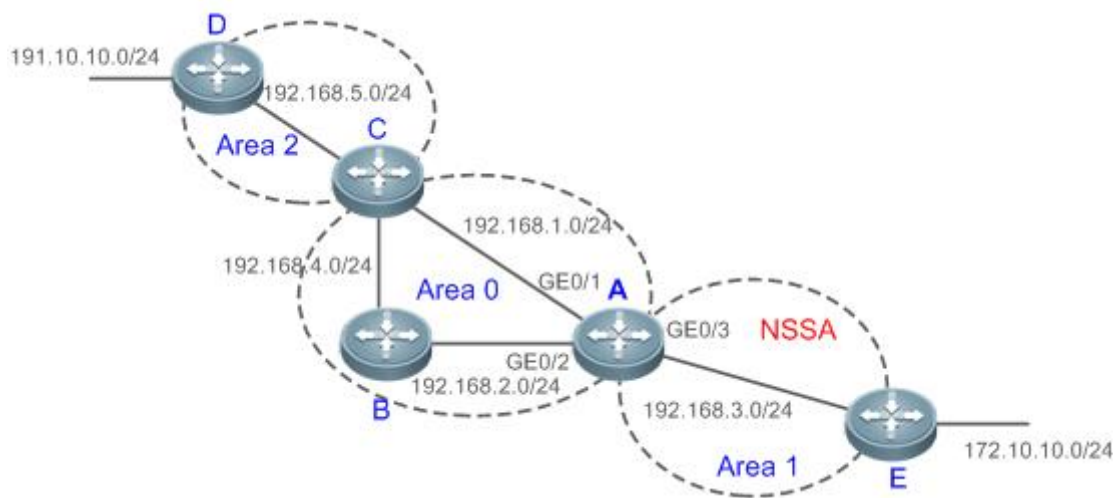 D
191.10.10.0/24
192.168.5.0/24
C
Area 2
192.168.1.0/24
192.168.4.0/24
GE0/1
Area 0
A
GE0/3
NSSA
GE0/2
192.168.2.0/24
B
192.168.3.0/24
172.10.10.0/24
Area 1
E